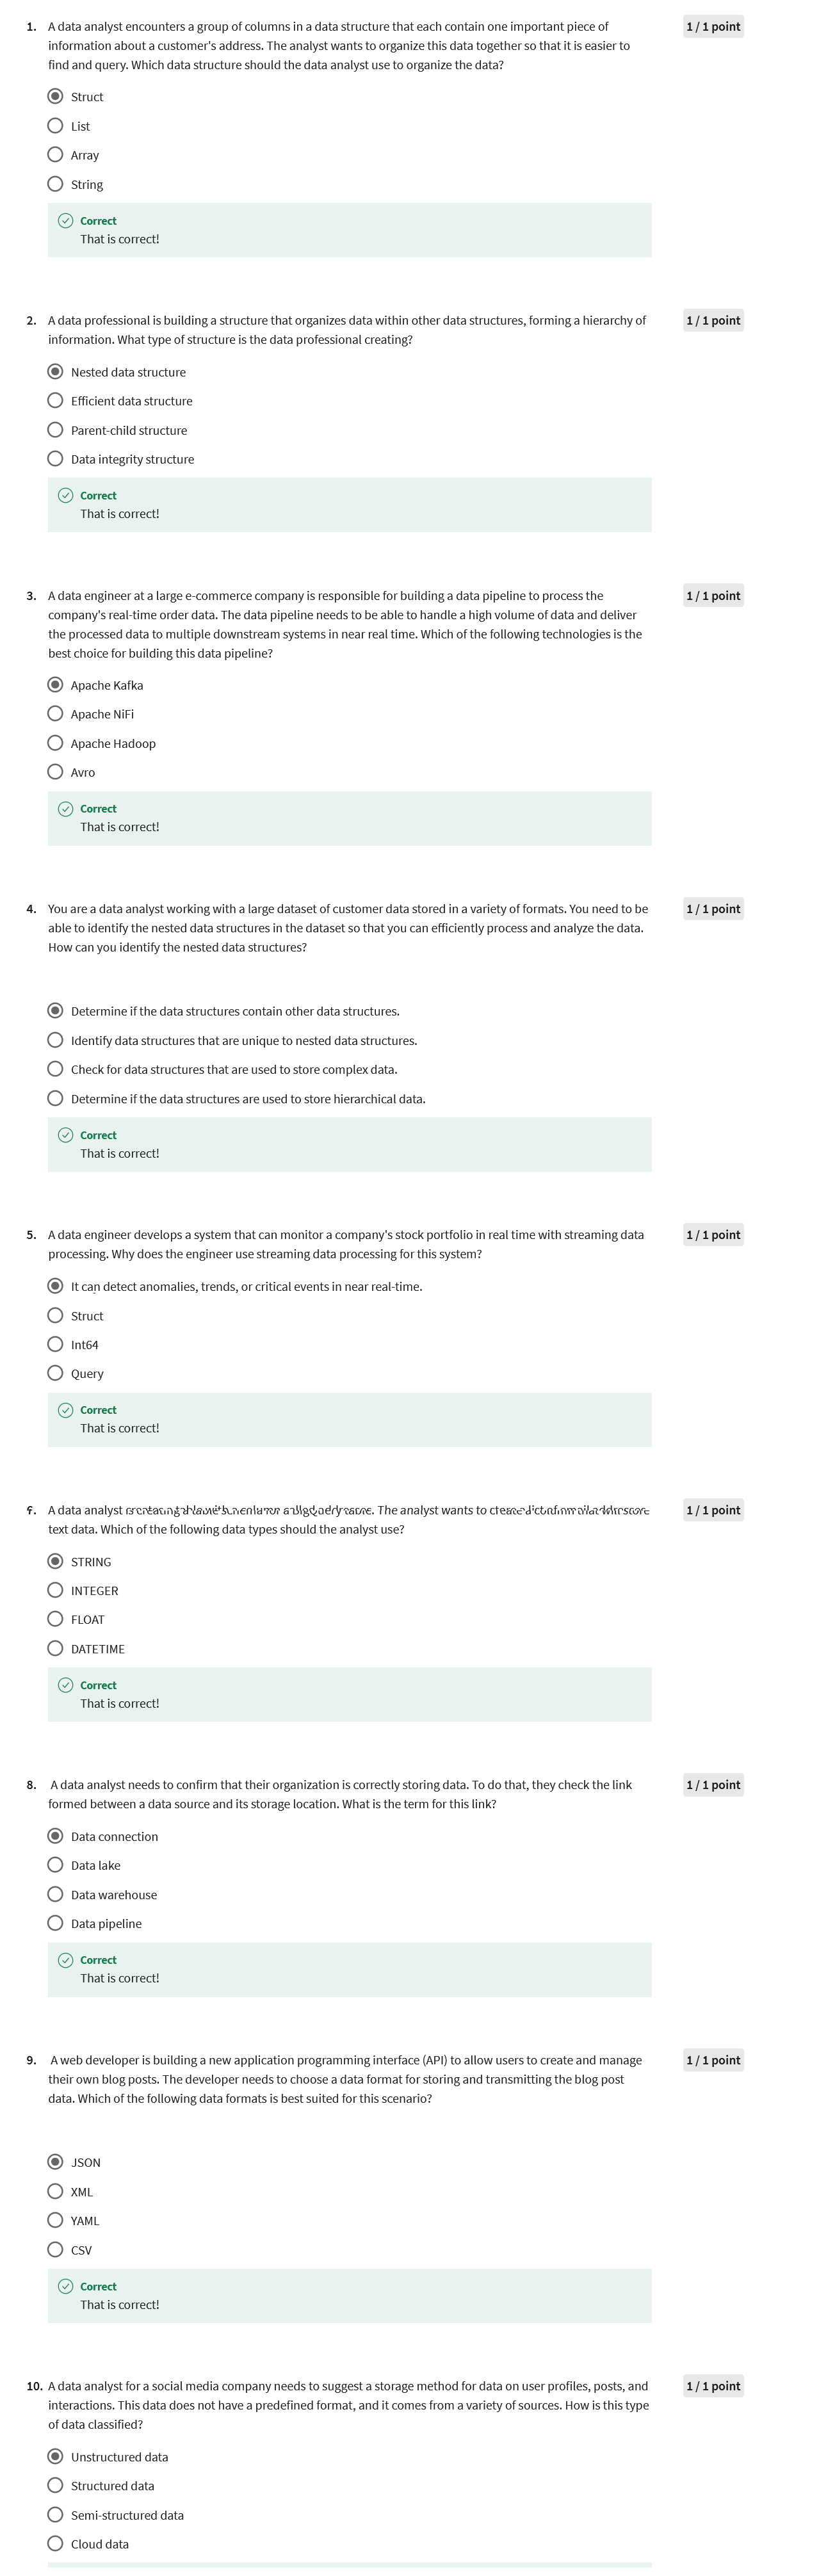 1. A data analyst encounters a group of columns in a data structure that each contain one important piece of
1 / 1 point
information about a customer's address. The analyst wants to organize this data together so that it is easier to
find and query. Which data structure should the data analyst use to organize the data?
Struct
List
Array
String
Correct
That is correct!
2. A data professional is building a structure that organizes data within other data structures, forming a hierarchy of
1 / 1 point
information. What type of structure is the data professional creating?
Nested data structure
Efficient data structure
Parent-child structure
Data integrity structure
Correct
That is correct!
3. A data engineer at a large e-commerce company is responsible for building a data pipeline to process the
1 / 1 point
company's real-time order data. The data pipeline needs to be able to handle a high volume of data and deliver
the processed data to multiple downstream systems in near real time. Which of the following technologies is the
best choice for building this data pipeline?
Apache Kafka
Apache NiFi
Apache Hadoop
Avro
Correct
That is correct!
4. You are a data analyst working with a large dataset of customer data stored in a variety of formats. You need to be
1 / 1 point
able to identify the nested data structures in the dataset so that you can efficiently process and analyze the data.
How can you identify the nested data structures?
Determine if the data structures contain other data structures.
Identify data structures that are unique to nested data structures.
Check for data structures that are used to store complex data.
Determine if the data structures are used to store hierarchical data.
Correct
That is correct!
5. A data engineer develops a system that can monitor a company's stock portfolio in real time with streaming data
1 / 1 point
processing. Why does the engineer use streaming data processing for this system?
It can detect anomalies, trends, or critical events in near real-time.
Struct
Int64
Query
Correct
That is correct!
A data analyst The analyst wants to
1 / 1 point
text data. Which of the following data types should the analyst use?
STRING
INTEGER
FLOAT
DATETIME
Correct
That is correct!
8. A data analyst needs to confirm that their organization is correctly storing data. To do that, they check the link
1 / 1 point
formed between a data source and its storage location. What is the term for this link?
Data connection
Data lake
Data warehouse
Data pipeline
Correct
That is correct!
9. A web developer is building a new application programming interface (API) to allow users to create and manage
1 / 1 point
their own blog posts. The developer needs to choose a data format for storing and transmitting the blog post
data. Which of the following data formats is best suited for this scenario?
JSON
XML
YAML
CSV
Correct
That is correct!
10. A data analyst for a social media company needs to suggest a storage method for data on user profiles, posts, and
1 / 1 point
interactions. This data does not have a predefined format, and it comes from a variety of sources. How is this type
of data classified?
Unstructured data
Structured data
Semi-structured data
Cloud data